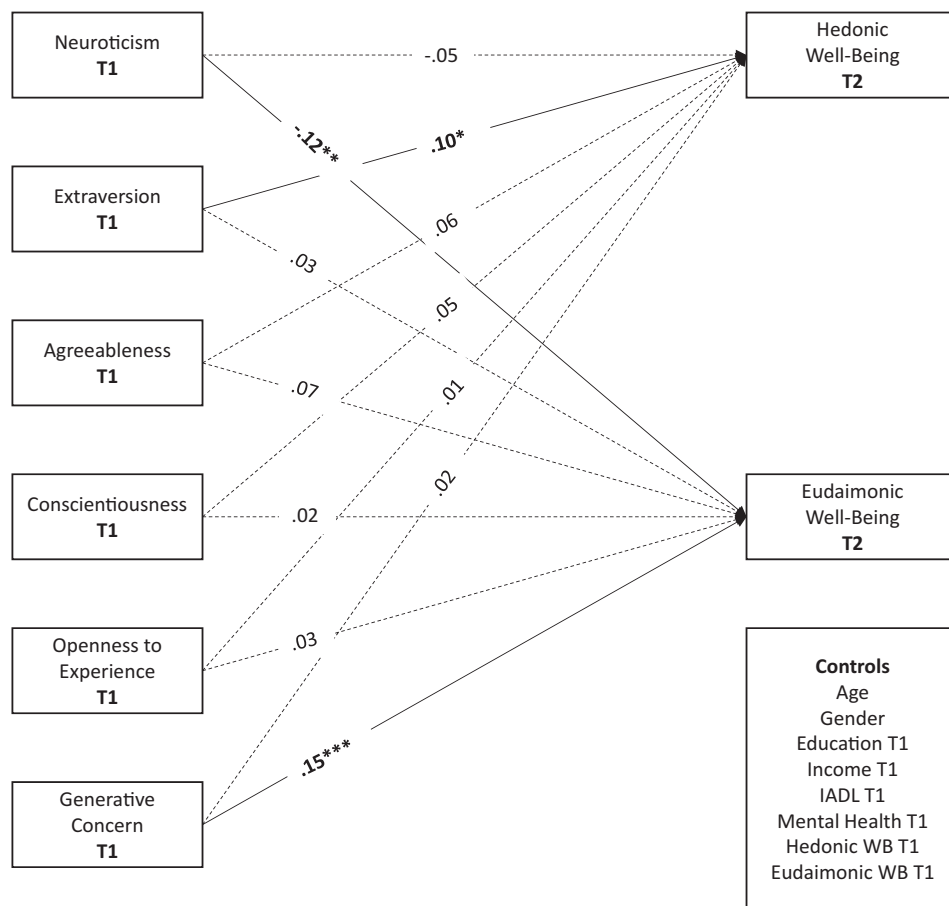 Neuroticism
T1
-.05
Hedonic
Well-Being
T2
-.12**
.10*
Extraversion
T1
.06
.03
.05
Agreeableness
T1
.07
.01
.02
Conscientiousness
T1
.02
Eudaimonic
Well-Being
T2
Openness to
Experience
T1
.03
.15***
Generative
Concern
T1
Controls
Age
Gender
Education T1
Income T1
IADL T1
Mental Health T1
Hedonic WB T1
Eudaimonic WB T1